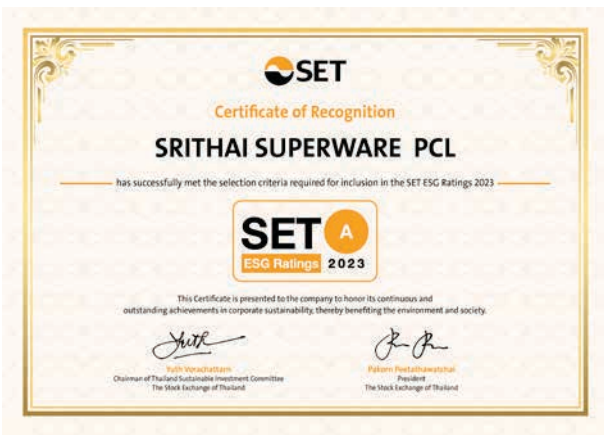 SET
Certificate of Recognition
SRITHAI SUPERWARE PCL
has successfully met the selection criteria required for inclusion in the SET ESG Ratings 2023
SET A
ESG Ratings 2023
This Certificate is presented to the company to honor its continuous and
outstanding achievements in corporate sustainability, thereby benefiting the environment and society.
Yuth Vorachattarn
Chairman of Thailand Sustainable Investment Committee
The Stock Exchange of Thailand
Pakorn Peetathawatchai
President
The Stock Exchange of Thailand